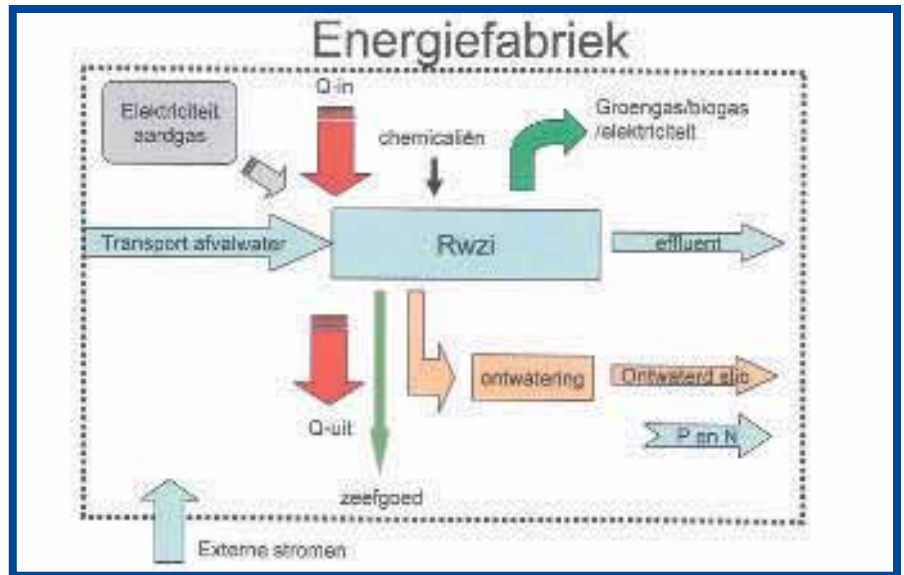 Energiefabriek
Elektriciteit
aardgas
Q-in
chemicaliën
Groengas/biogas
/elektriciteit
Transport afvalwater
Rwzi
effluent
Q-uit
ontwatering
Ontwaterd slib
P en N
zeefgoed
Externe stromen